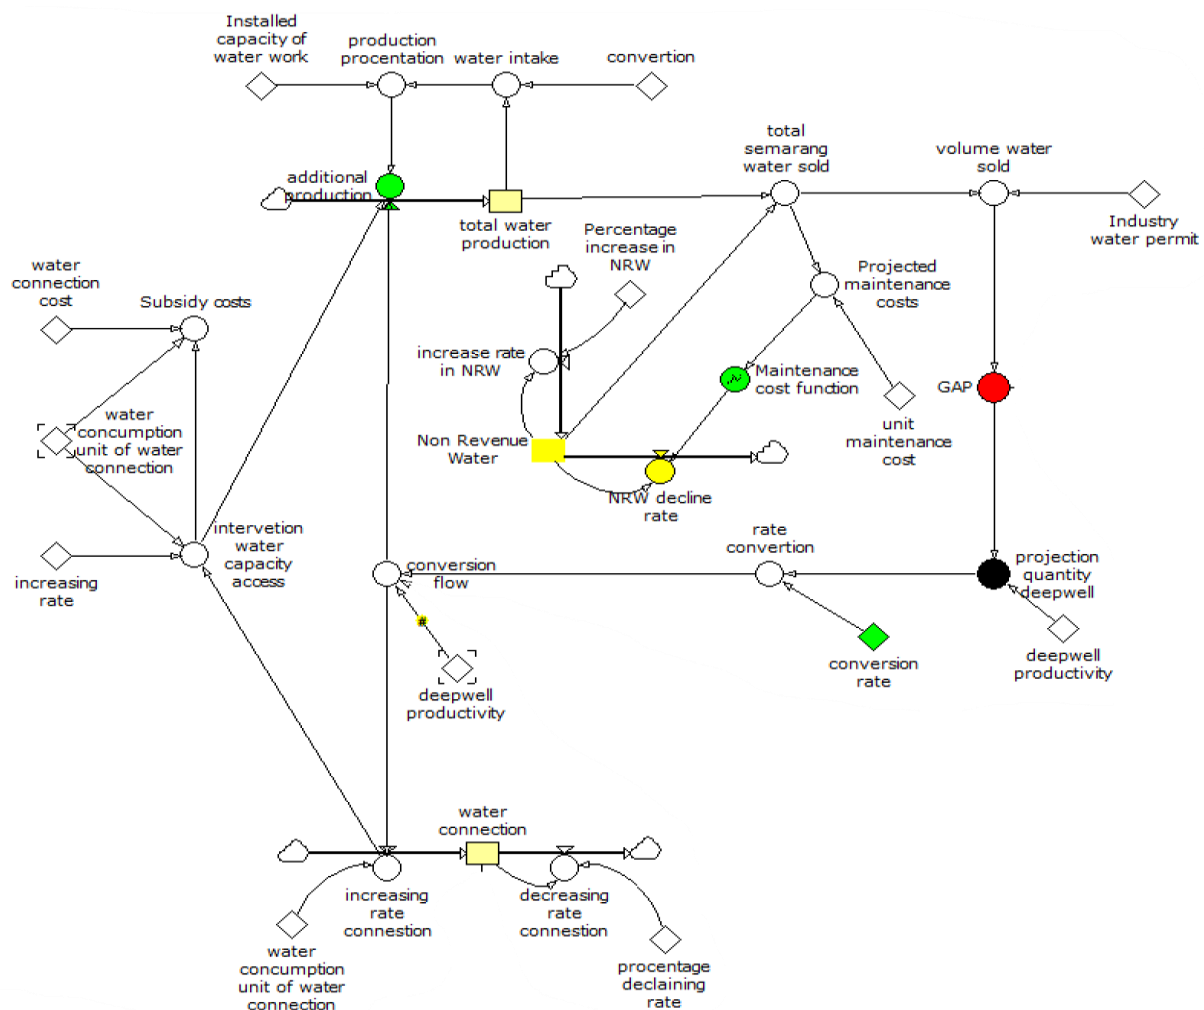 Installed
capacity of
water work
production
procentation
water intake
convertion
total
semarang
water sold
volume water
sold
additional
production
total water
production
Industry
water permit
Percentage
increase in
NRW
water
connection
cost
Subsidy costs
Projected
maintenance
costs
increase rate
in NRW
Maintenance
cost function
GAP
water
concumption
unit of water
connection
Non Revenue
Water
unit
maintenance
cost
NRW decline
rate
intervetion
water
capacity
access
increasing
rate
conversion
flow
rate
convertion
projection
quantity
deepwell
#
deepwell
productivity
conversion
rate
deepwell
productivity
water
connection
increasing
rate
connestion
decreasing
rate
connestion
water
concumption
unit of water
connection
procentage
declaining
rate